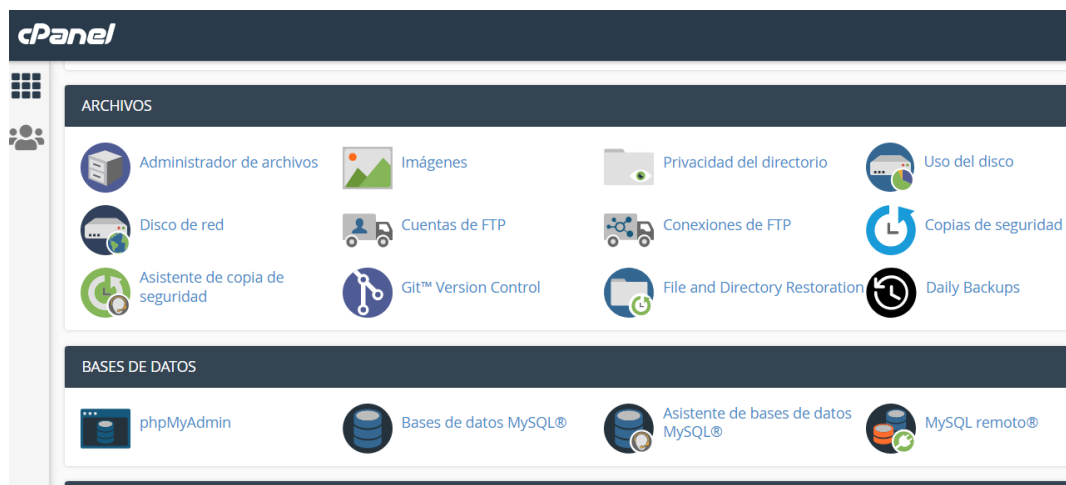 cPanel
ARCHIVOS
Administrador de archivos
Imágenes
Privacidad del directorio
Uso del disco
Disco de red
Cuentas de FTP
Conexiones de FTP
Copias de seguridad
Asistente de copia de
seguridad
Git™ Version Control
File and Directory Restoration
Daily Backups
BASES DE DATOS
phpMyAdmin
Bases de datos MySQL®
Asistente de bases de datos
MySQL®
MySQL remoto®